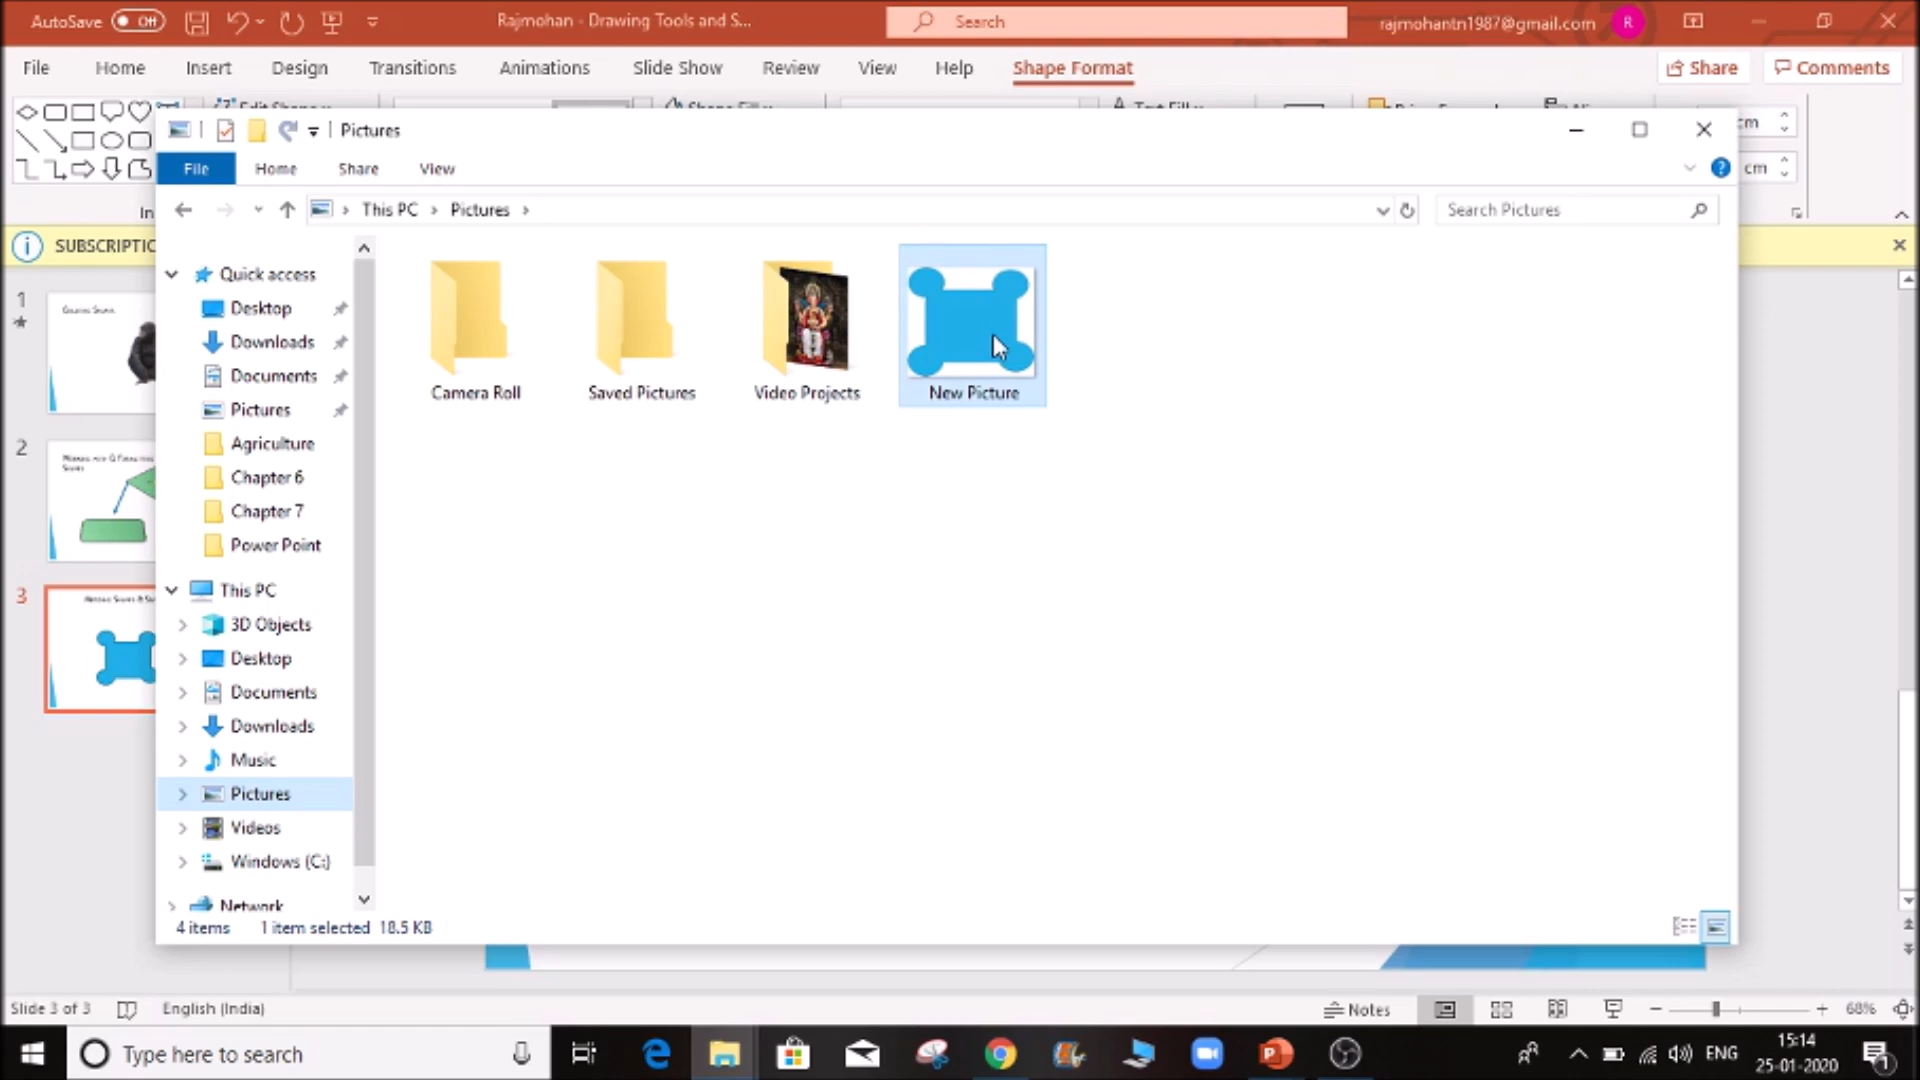 AutoSave Off
Rajmohan - Drawing Tools and S...
Search
rajmohantn1987@gmail.com R
File Home Insert Design Transitions Animations Slide Show Review View Help Shape Format
Share Comments
Pictures
cm
File Home Share View
cm
This PC Pictures
Search Pictures
SUBSCRIPTIO
Quick access
Desktop
Downloads
Documents
Pictures
Agriculture
Chapter 6
Chapter 7
Power Point
This PC
3D Objects
Desktop
Documents
Downloads
Music
Pictures
Videos
Windows (C:)
Network
Camera Roll
Saved Pictures
Video Projects
New Picture
4 items 1 item selected 18.5 KB
1
2
3
Slide 3 of 3 English (India)
Notes
68%
Type here to search
ENG
15:14
25-01-2020